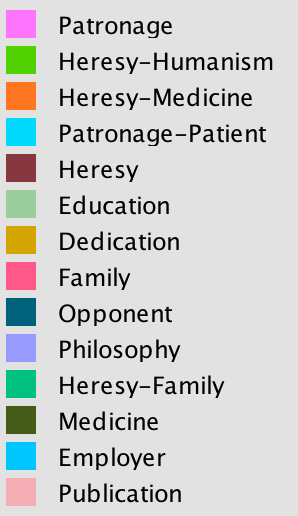 Patronage
Heresy-Humanism
Heresy-Medicine
Patronage-Patient
Heresy
Education
Dedication
Family
Opponent
Philosophy
Heresy-Family
Medicine
Employer
Publication